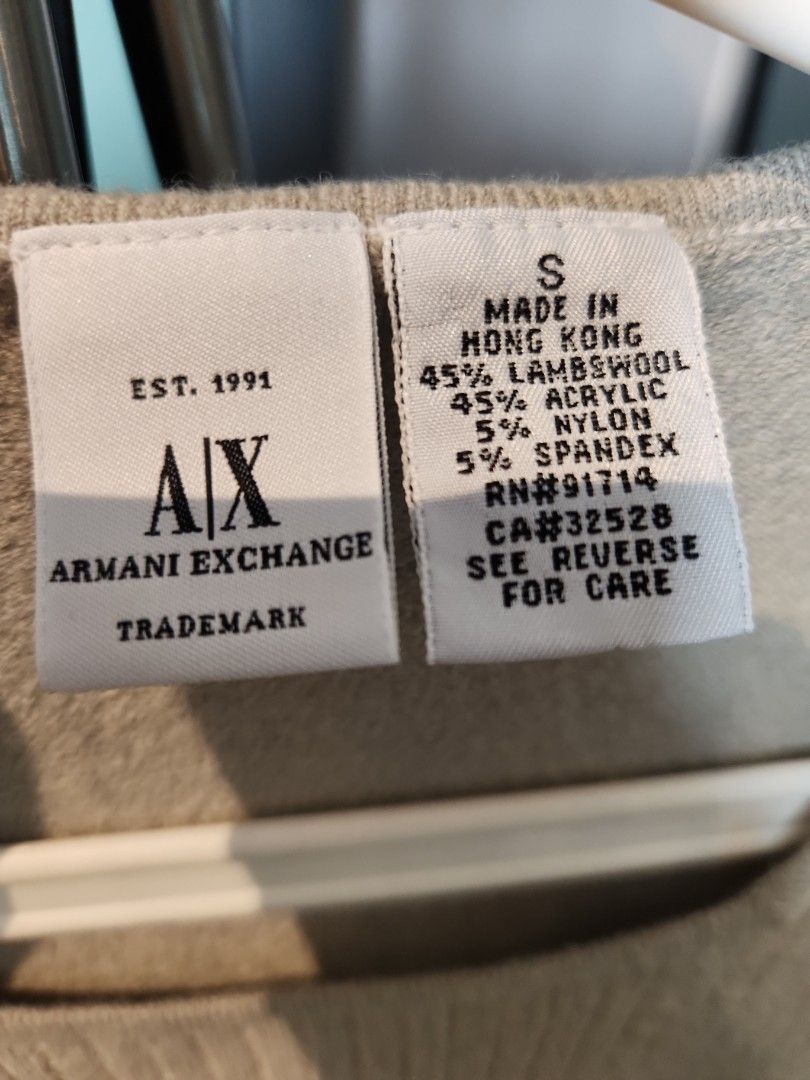 EST. 1991
A|X
ARMANI EXCHANGE
TRADEMARK
S
MADE IN
HONG KONG
45% LAMBSWOOL
45% ACRYLIC
5% NYLON
5% SPANDEX
RN#91714
CA#32528
SEE REVERSE
FOR CARE